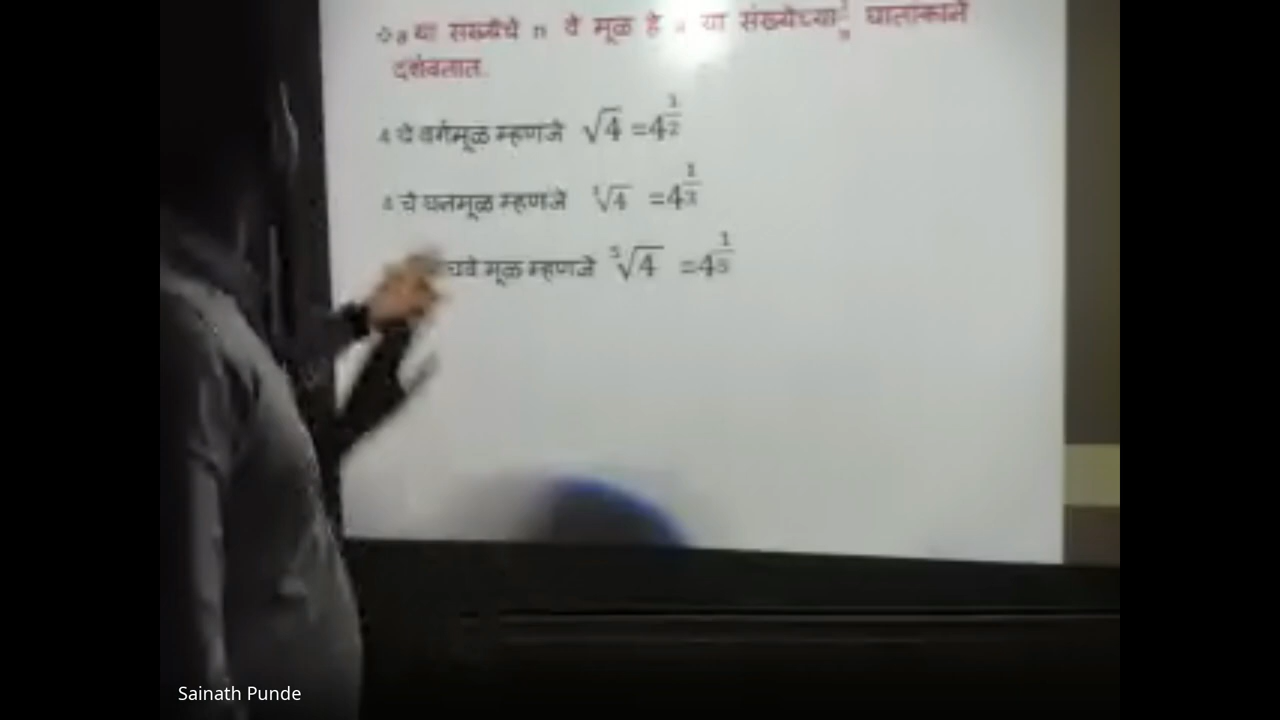 ❖ a या संख्येचे n वे मूळ हे a या संख्येच्या 1/n घातांकाने
दर्शवतात.
4 चे वर्गमूळ म्हणजे √4 =4^(1/2)
4 चे घनमूळ म्हणजे ∛4 =4^(1/3)
चवे मूळ म्हणजे ⁵√4 =4^(1/5)
Sainath Punde